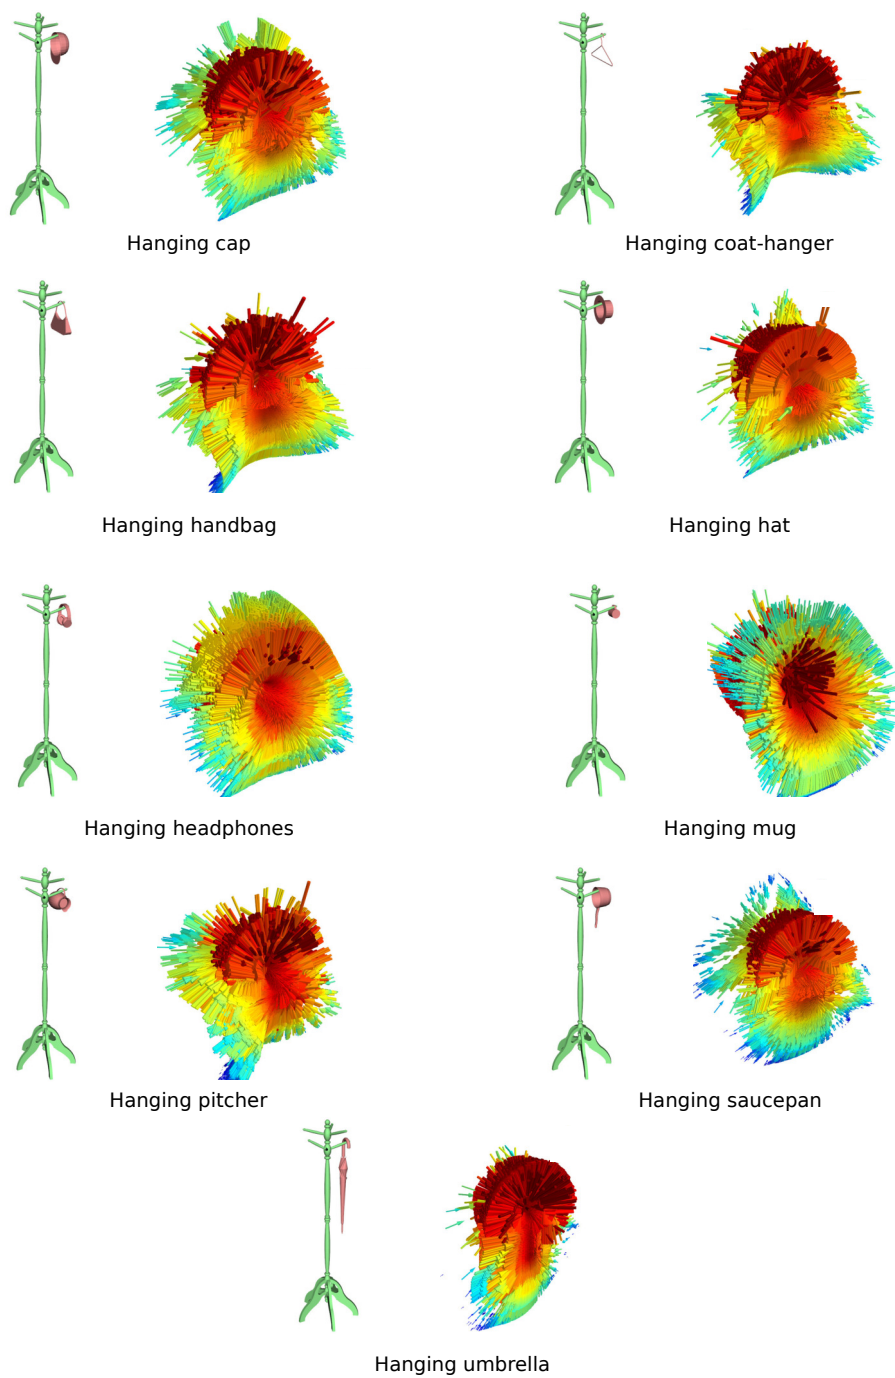 Hanging cap
Hanging coat-hanger
Hanging handbag
Hanging hat
Hanging headphones
Hanging mug
Hanging pitcher
Hanging saucepan
Hanging umbrella